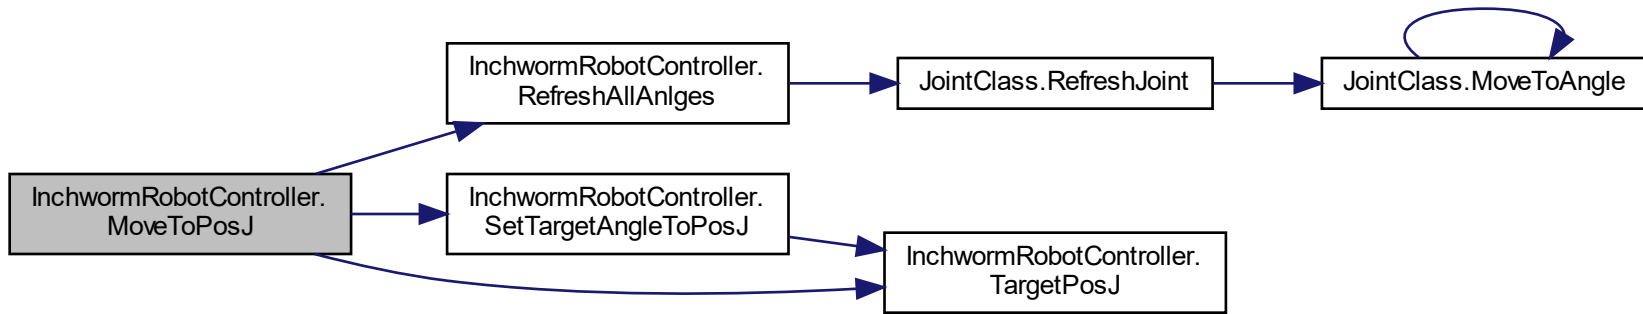 InchwormRobotController.
MoveToPosJ
InchwormRobotController.
RefreshAllAnlges
JointClass.RefreshJoint
JointClass.MoveToAngle
InchwormRobotController.
SetTargetAngleToPosJ
InchwormRobotController.
TargetPosJ